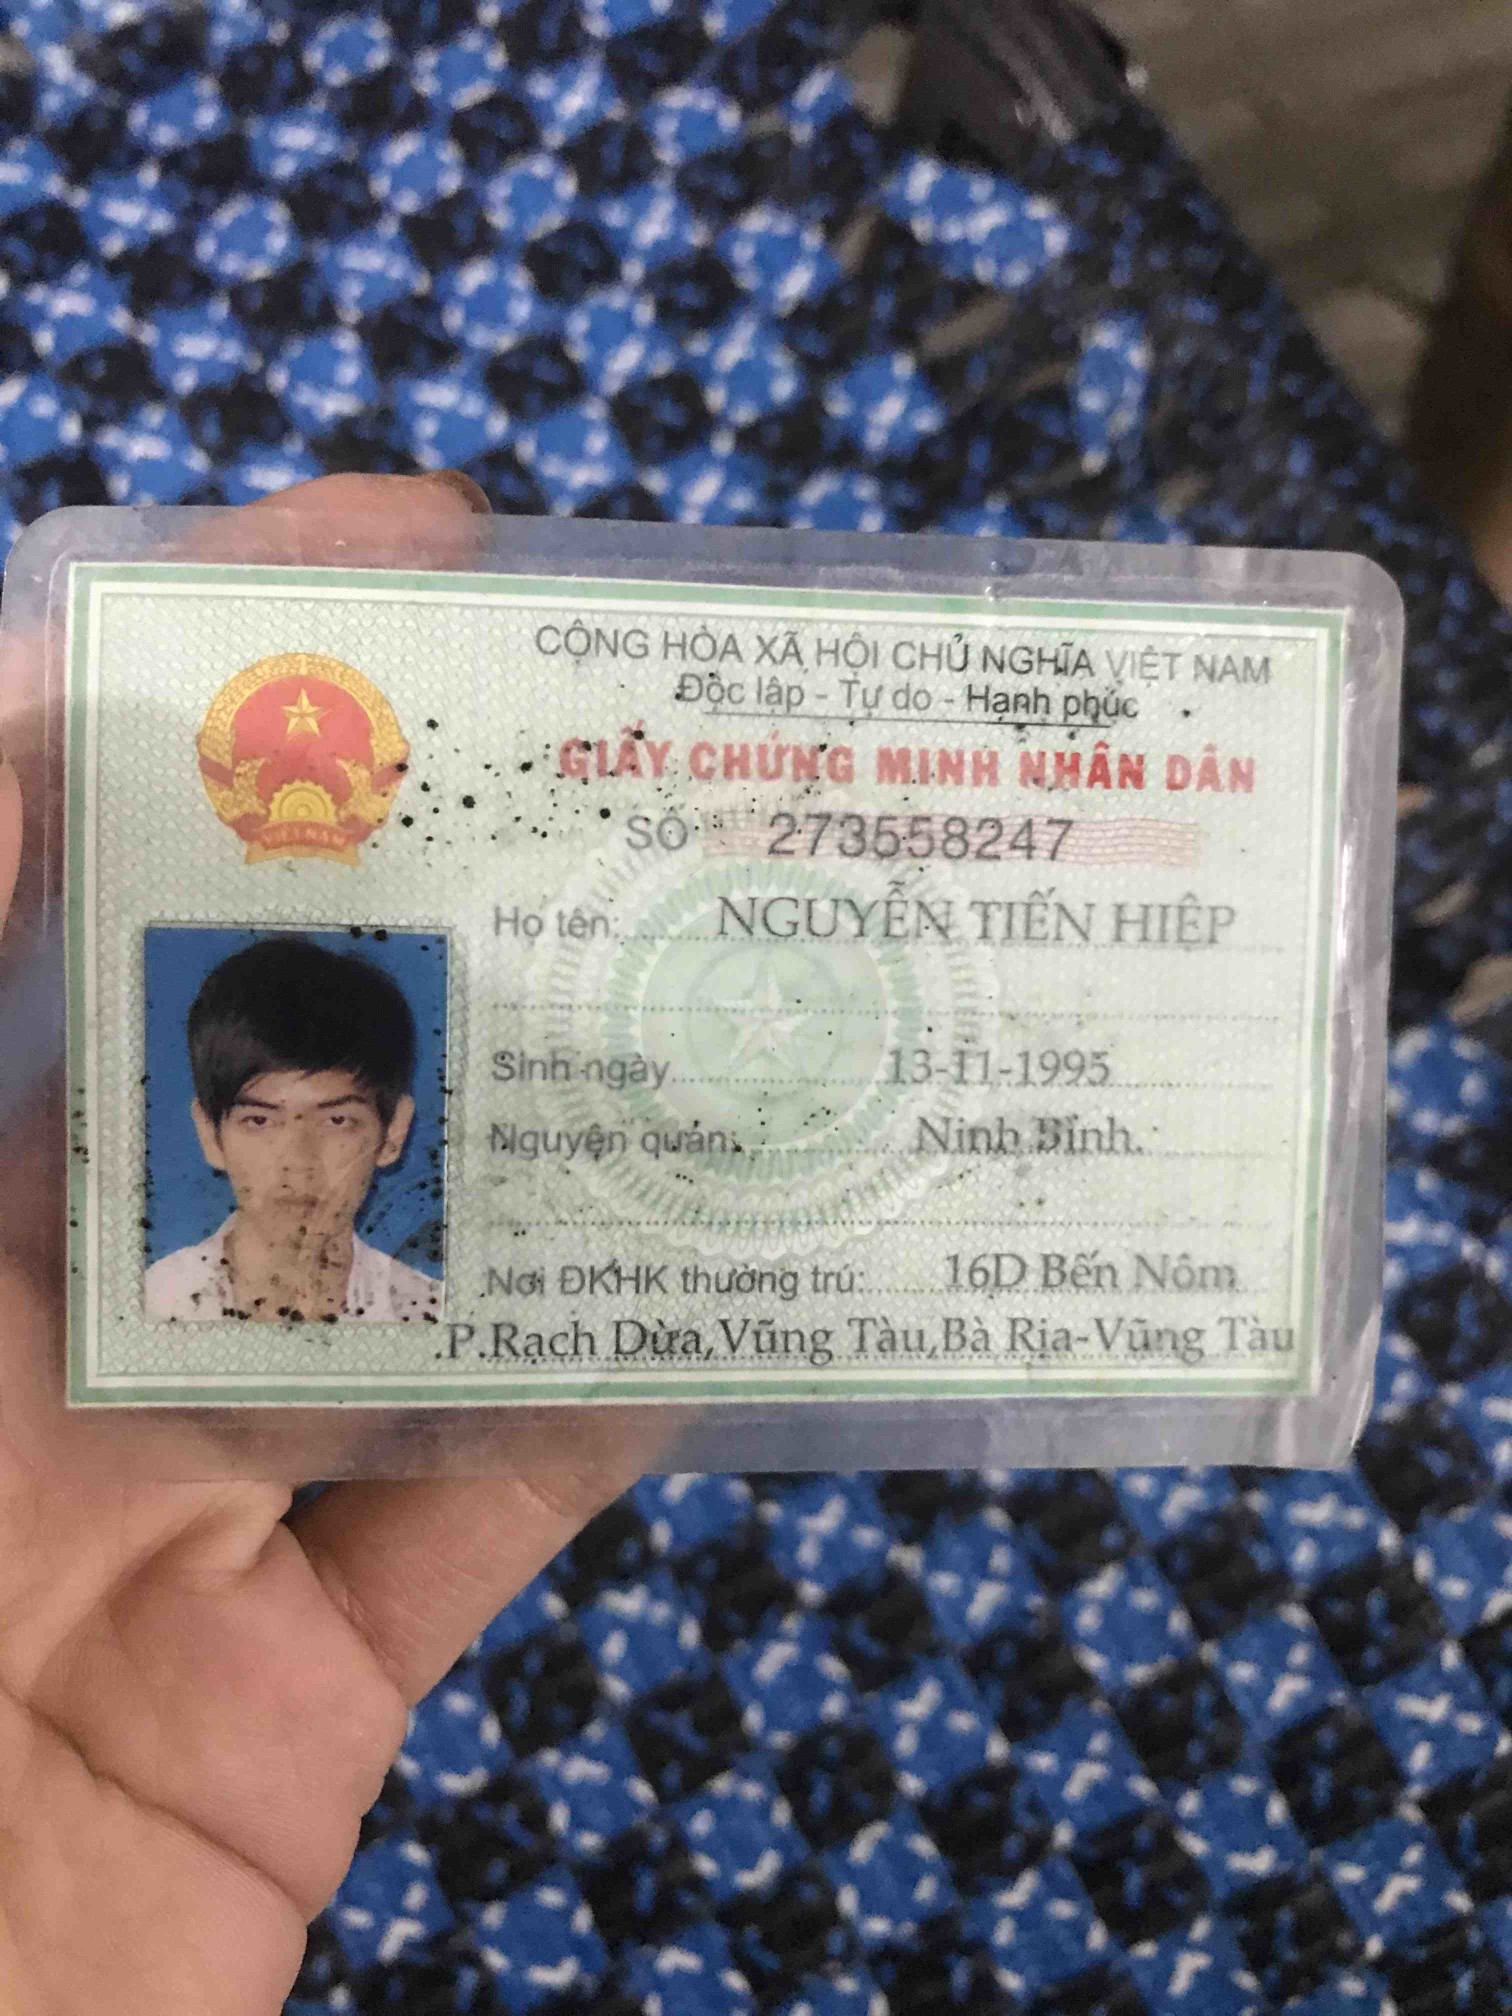 CỘNG HÒA XÃ HỘI CHỦ NGHĨA VIỆT NAM
Độc lập - Tự do - Hạnh phúc
GIẤY CHỨNG MINH NHÂN DÂN
SỐ 273558247
Họ tên: NGUYỄN TIẾN HIỆP
Sinh ngày 13-11-1995
Nguyên quán: Ninh Bình.
Nơi ĐKHK thường trú: 16D Bến Nôm
P.Rạch Dừa,Vũng Tàu,Bà Rịa-Vũng Tàu
VIỆT NAM